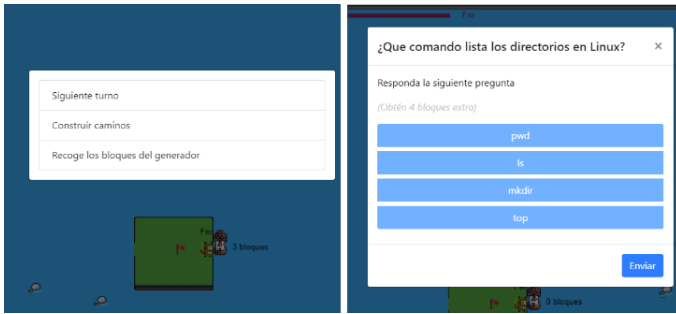 Siguiente turno
Construir caminos
Recoge los bloques del generador
Fas
3 bloques
¿Que comando lista los directorios en Linux? ×
Responda la siguiente pregunta
(Obtén 4 bloques extra)
pwd
ls
mkdir
top
Enviar
0 bloques